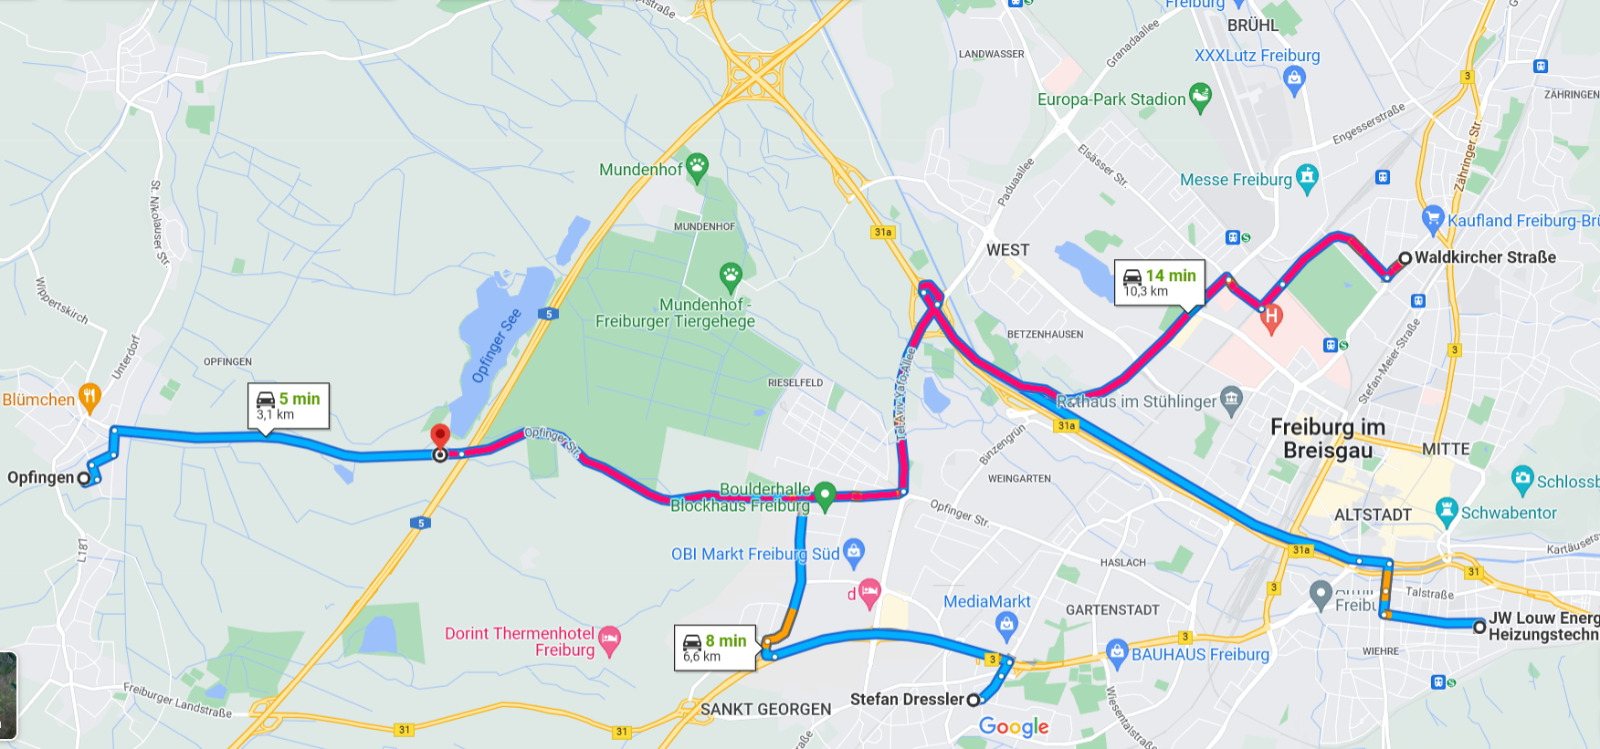 Freiburg
BRÜHL
LANDWASSER
Granadaallee
XXXLutz Freiburg
3
ZÄHRINGEN
Europa-Park Stadion
Engesserstraße
Elsässer Str.
Zähringer Str.
Mundenhof
Paduaallee
Messe Freiburg
St. Nikolauser Str.
MUNDENHOF
31a
WEST
Kaufland Freiburg-Brü
Waldkircher Straße
14 min
10,3 km
Wippertskirch
Mundenhof -
Freiburger Tiergehege
5
Opfinger See
Unterdorf
OPFINGEN
BETZENHAUSEN
Stefan-Meier-Straße
3
Tel-Aviv-Yafo-Allee
RIESELFELD
Blümchen
5 min
3,1 km
Rathaus im Stühlinger
31a
Freiburg im
Breisgau
MITTE
Opfinger Str.
Binzengrün
Opfingen
WEINGARTEN
Boulderhalle
Blockhaus Freiburg
Schlossb
Opfinger Str.
ALTSTADT
Schwabentor
5
L181
OBI Markt Freiburg Süd
31a
Kartäuserst
HASLACH
31
3
Talstraße
d
MediaMarkt
GARTENSTADT
Freibu
JW Louw Energ
Heizungstechn
Dorint Thermenhotel
Freiburg
8 min
6,6 km
3
3
BAUHAUS Freiburg
WIEHRE
Freiburger Landstraße
Stefan Dressler
SANKT GEORGEN
Wiesentalstraße
31
31
Google